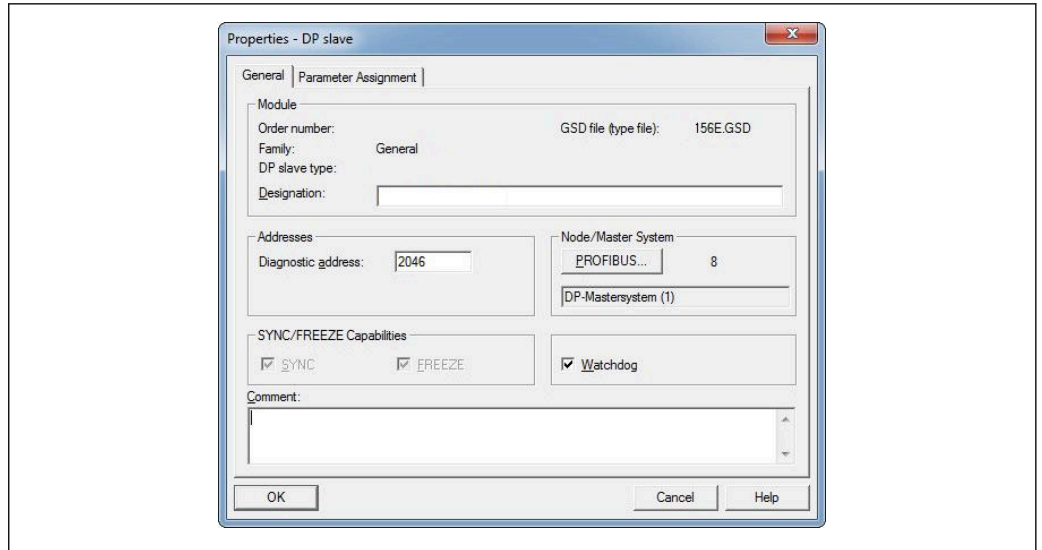 Properties - DP slave
General Parameter Assignment
Module
Order number: GSD file (type file): 156E.GSD
Family: General
DP slave type:
Designation:
Addresses
Diagnostic address: 2046
Node/Master System
PROFIBUS... 8
DP-Mastersystem (1)
SYNC/FREEZE Capabilities
SYNC FREEZE
Watchdog
Comment:
OK Cancel Help